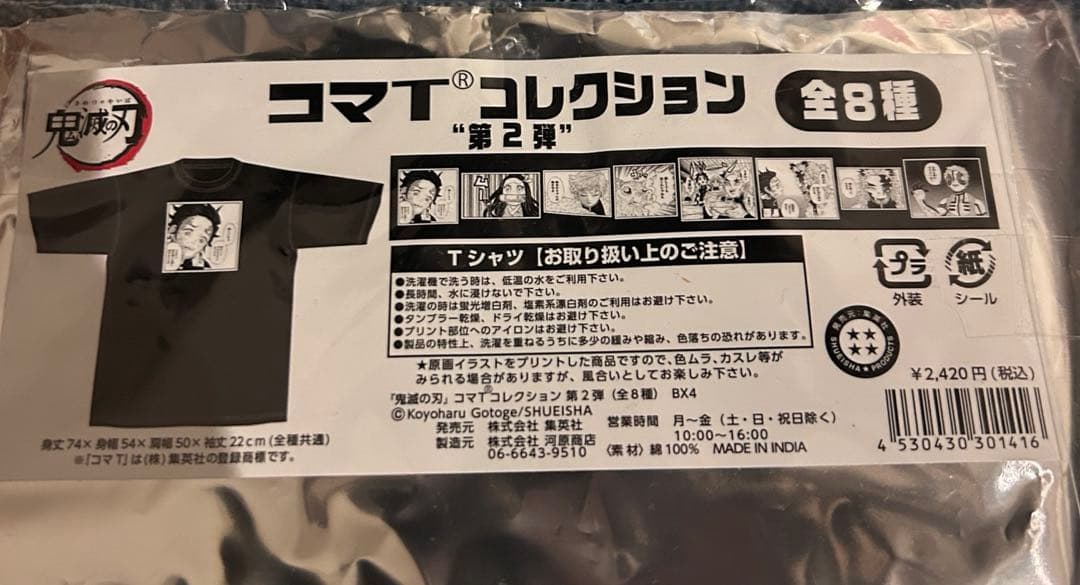 きめつのやいば
鬼滅の刃
コマT®コレクション
"第2弾"
全8種
Tシャツ【お取り扱い上のご注意】
●洗濯機で洗う時は、低温の水をご利用下さい。
●長時間、水に浸けないで下さい。
●洗濯の時は蛍光増白剤、塩素系漂白剤のご利用はお避け下さい。
●タンブラー乾燥、ドライ乾燥はお避け下さい。
●プリント部位へのアイロンはお避け下さい。
●製品の特性上、洗濯を重ねるうちに多少の緩みや縮み、色落ちの恐れがあります。
★原画イラストをプリントした商品ですので、色ムラ、カスレ等が
みられる場合がありますが、風合いとしてお楽しみ下さい。
プラ
外装
紙
シール
発売元:集英社
SHUEISHA PRODUCTS
¥2,420円(税込)
「鬼滅の刃」コマT®コレクション 第2弾(全8種) BX4
©Koyoharu Gotoge/SHUEISHA
発売元 株式会社 集英社
製造元 株式会社 河原商店
06-6643-9510
営業時間 月〜金(土・日・祝日除く)
10:00〜16:00
〈素材〉綿100% MADE IN INDIA
4 530430 301416
身丈74×身幅54×肩幅50×袖丈22cm(全種共通)
※「コマT」は(株)集英社の登録商標です。